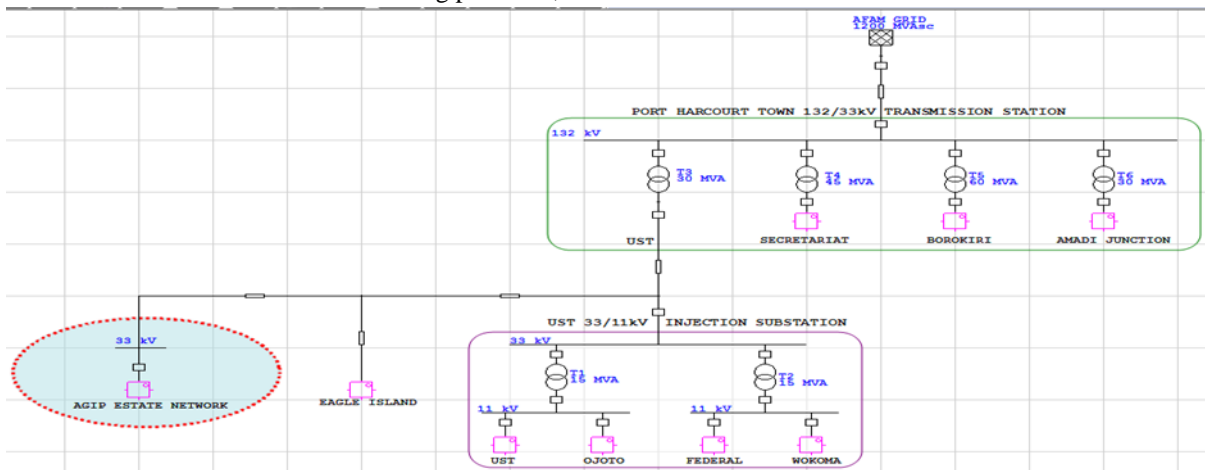 AFAM GRID
1200 MVAsc
PORT HARCOURT TOWN 132/33kV TRANSMISSION STATION
132 kV
T3
30 MVA
T4
45 MVA
T5
60 MVA
T6
30 MVA
UST
SECRETARIAT
BOROKIRI
AMADI JUNCTION
UST 33/11kV INJECTION SUBSTATION
33 kV
33 kV
T1
15 MVA
T2
15 MVA
AGIP ESTATE NETWORK
EAGLE ISLAND
11 kV
11 kV
UST
OJOTO
FEDERAL
WOKOMA